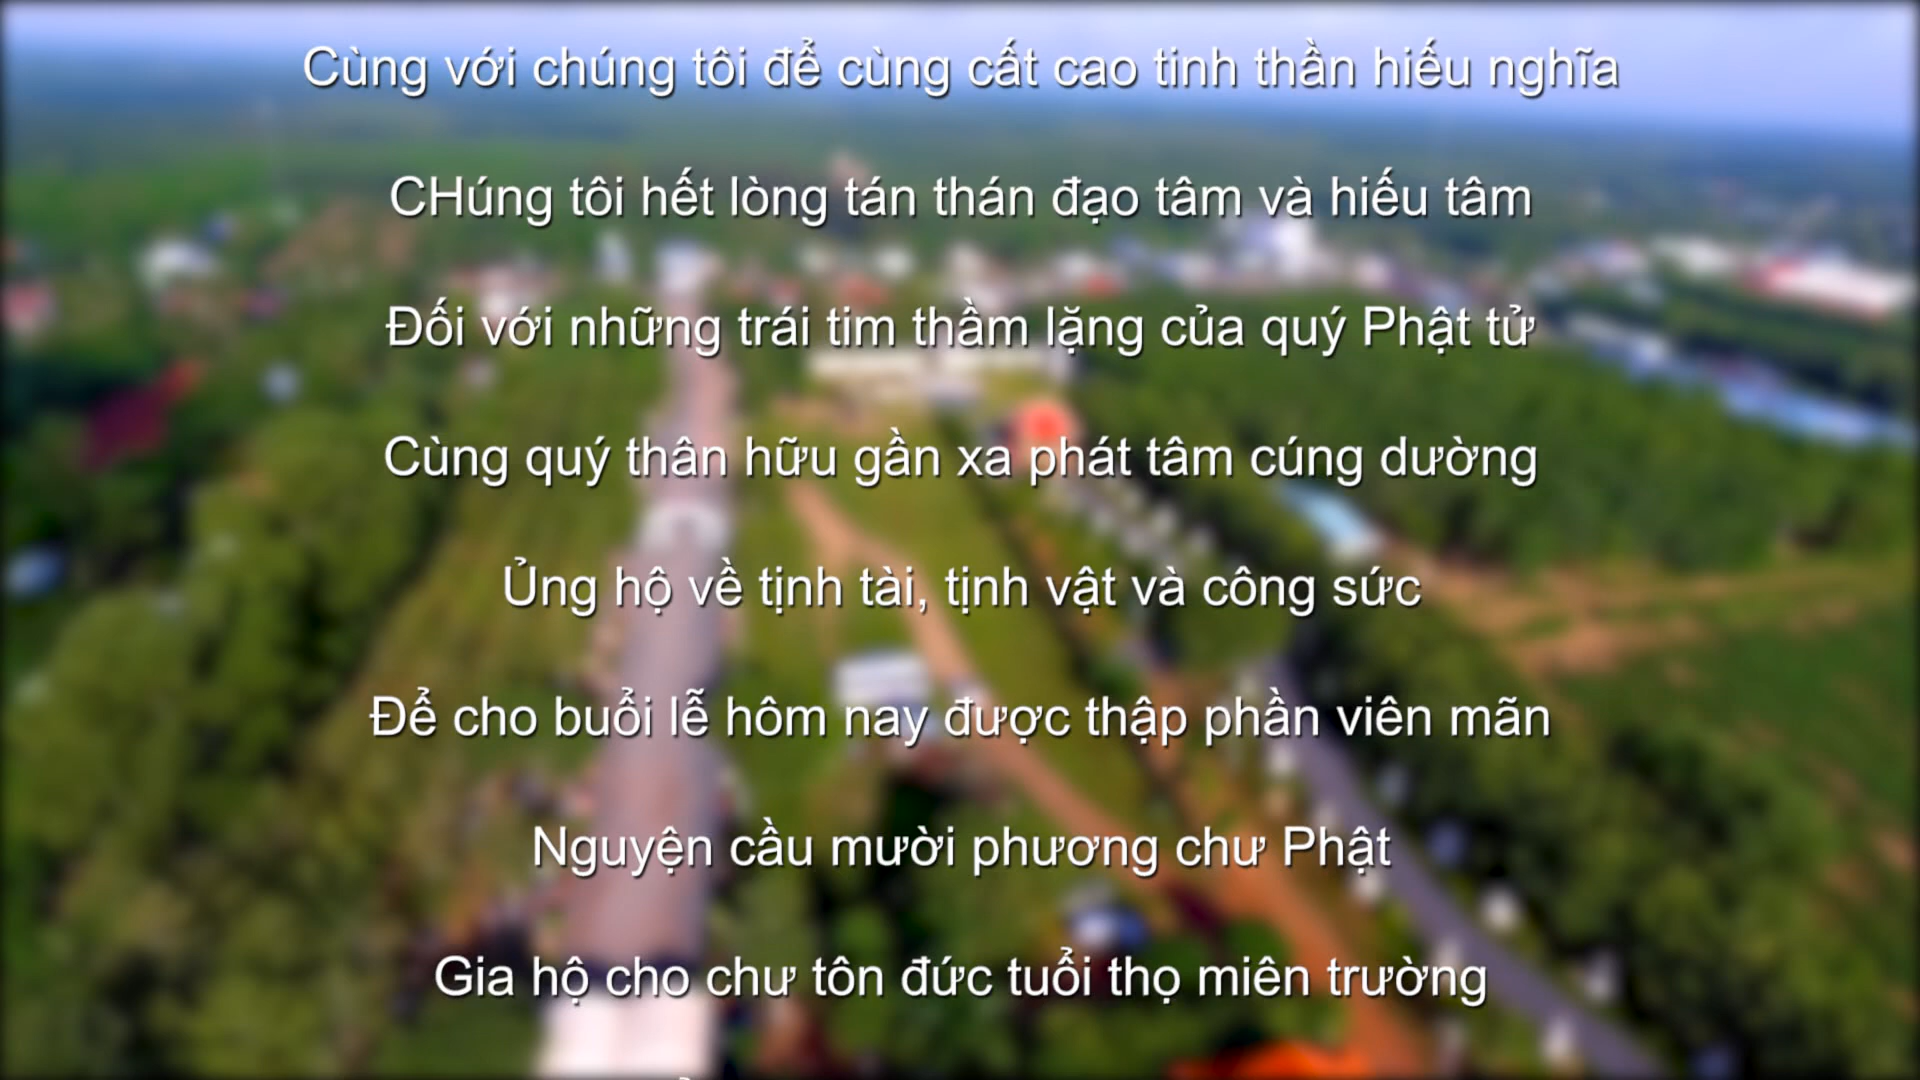 Cùng với chúng tôi để cùng cất cao tinh thần hiếu nghĩa
CHúng tôi hết lòng tán thán đạo tâm và hiếu tâm
Đối với những trái tim thầm lặng của quý Phật tử
Cùng quý thân hữu gần xa phát tâm cúng dường
Ủng hộ về tịnh tài, tịnh vật và công sức
Để cho buổi lễ hôm nay được thập phần viên mãn
Nguyện cầu mười phương chư Phật
Gia hộ cho chư tôn đức tuổi thọ miên trường